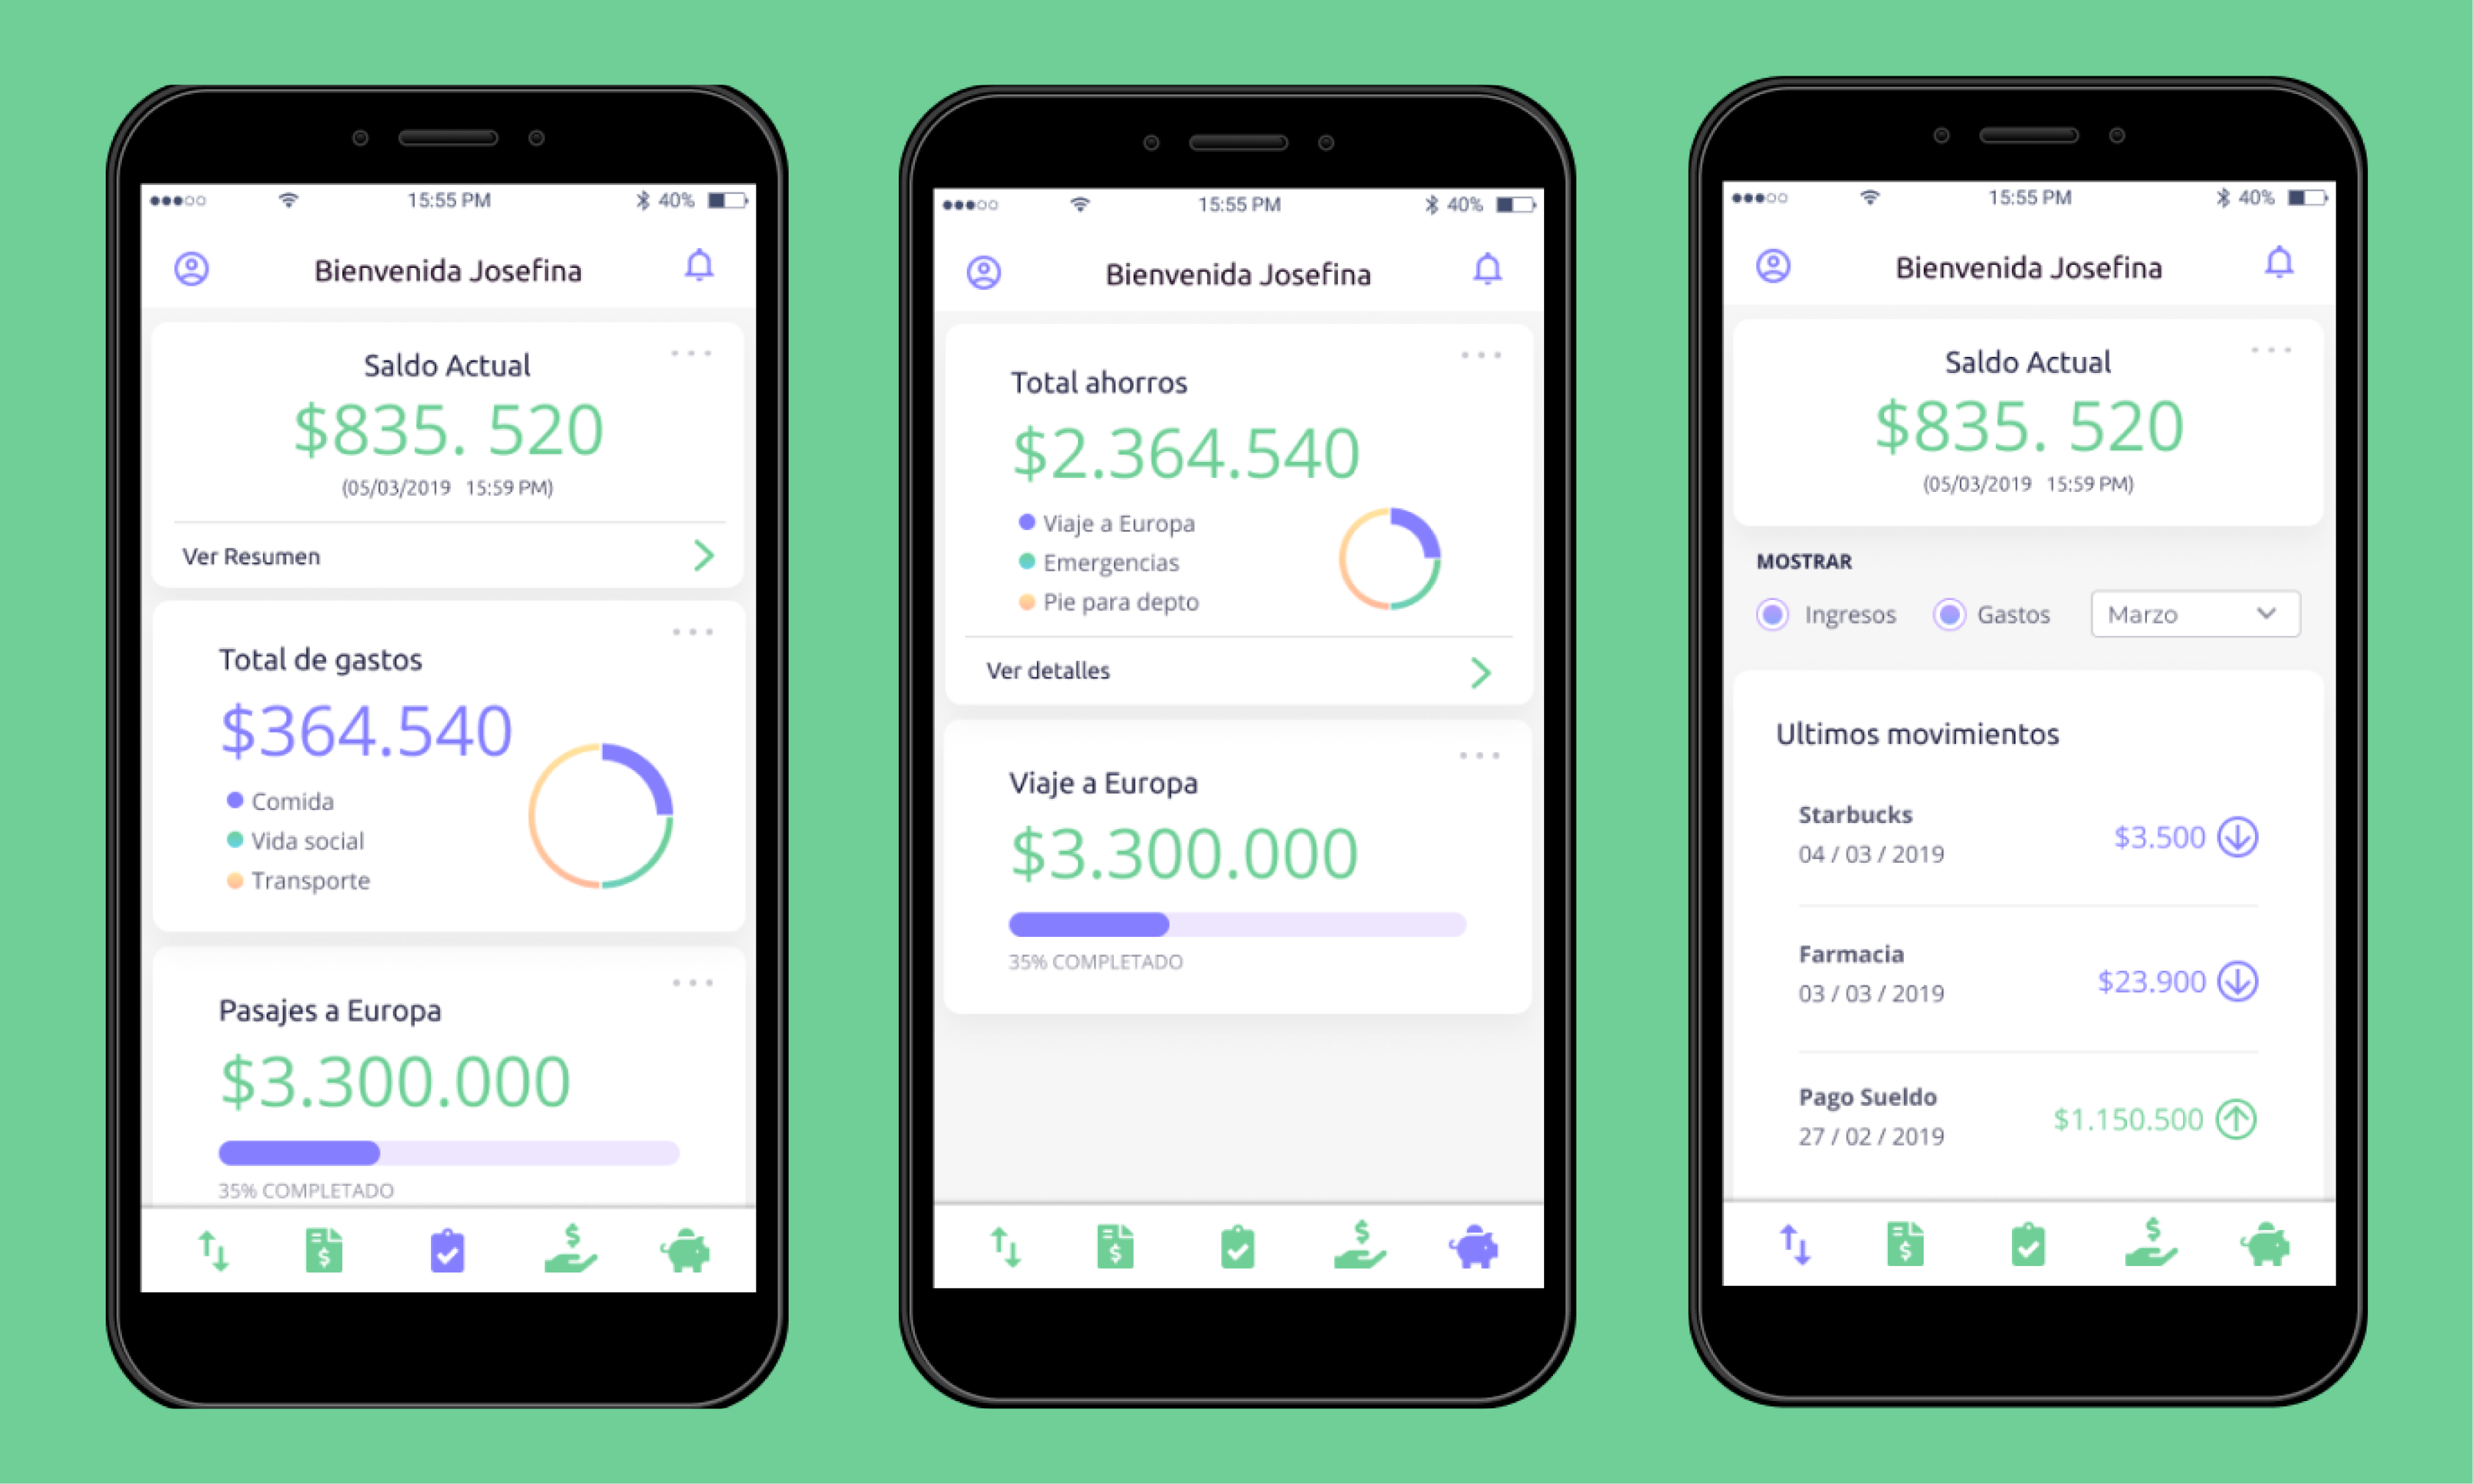 15:55 PM 40%
Bienvenida Josefina
Saldo Actual
$835. 520
(05/03/2019 15:59 PM)
Ver Resumen
Total de gastos
$364.540
Comida
Vida social
Transporte
Pasajes a Europa
$3.300.000
35% COMPLETADO
15:55 PM 40%
Bienvenida Josefina
Total ahorros
$2.364.540
Viaje a Europa
Emergencias
Pie para depto
Ver detalles
Viaje a Europa
$3.300.000
35% COMPLETADO
15:55 PM 40%
Bienvenida Josefina
Saldo Actual
$835. 520
(05/03/2019 15:59 PM)
MOSTRAR
Ingresos Gastos Marzo
Ultimos movimientos
Starbucks
$3.500
04 / 03 / 2019
Farmacia
$23.900
03 / 03 / 2019
Pago Sueldo
$1.150.500
27 / 02 / 2019